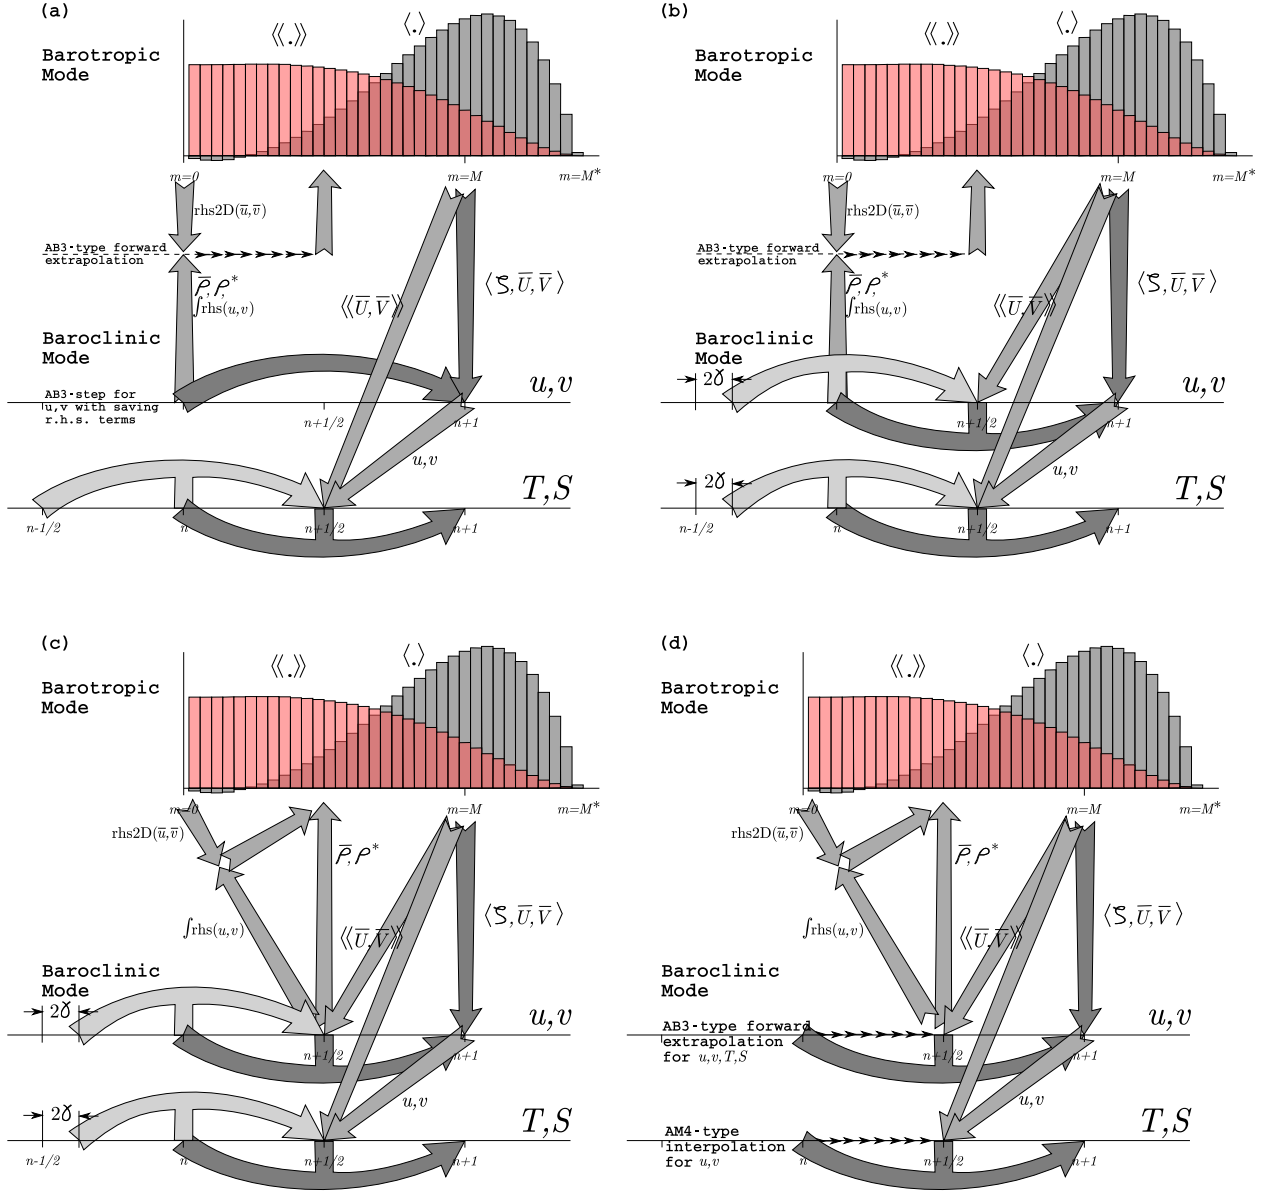 (a)
⟪.⟫
⟨.⟩
Barotropic
Mode
m=0
m=M
m=M*
rhs2D(u̅,v̅)
AB3-type forward
extrapolation
ρ̅,ρ*
∫rhs(u,v)
⟪U̅,V̅⟫
⟨ζ,U̅,V̅⟩
Baroclinic
Mode
AB3-step for
u,v with saving
r.h.s. terms
u,v
n+1/2
n+1
u,v
T,S
n-1/2
n
n+1/2
n+1
(b)
⟪.⟫
⟨.⟩
Barotropic
Mode
m=0
m=M
m=M*
rhs2D(u̅,v̅)
AB3-type forward
extrapolation
ρ̅,ρ*
∫rhs(u,v)
⟪U̅,V̅⟫
⟨ζ,U̅,V̅⟩
Baroclinic
Mode
2γ
u,v
n+1/2
n+1
u,v
2γ
T,S
n-1/2
n
n+1/2
n+1
(c)
⟪.⟫
⟨.⟩
Barotropic
Mode
m=0
m=M
m=M*
rhs2D(u̅,v̅)
ρ̅,ρ*
∫rhs(u,v)
⟪U̅,V̅⟫
⟨ζ,U̅,V̅⟩
Baroclinic
Mode
2γ
u,v
n+1/2
n+1
u,v
2γ
T,S
n-1/2
n
n+1/2
n+1
(d)
⟪.⟫
⟨.⟩
Barotropic
Mode
m=0
m=M
m=M*
rhs2D(u̅,v̅)
ρ̅,ρ*
∫rhs(u,v)
⟪U̅,V̅⟫
⟨ζ,U̅,V̅⟩
Baroclinic
Mode
u,v
AB3-type forward
extrapolation
for u,v,T,S
n+1/2
n+1
u,v
T,S
AM4-type
interpolation
for u,v
n
n+1/2
n+1